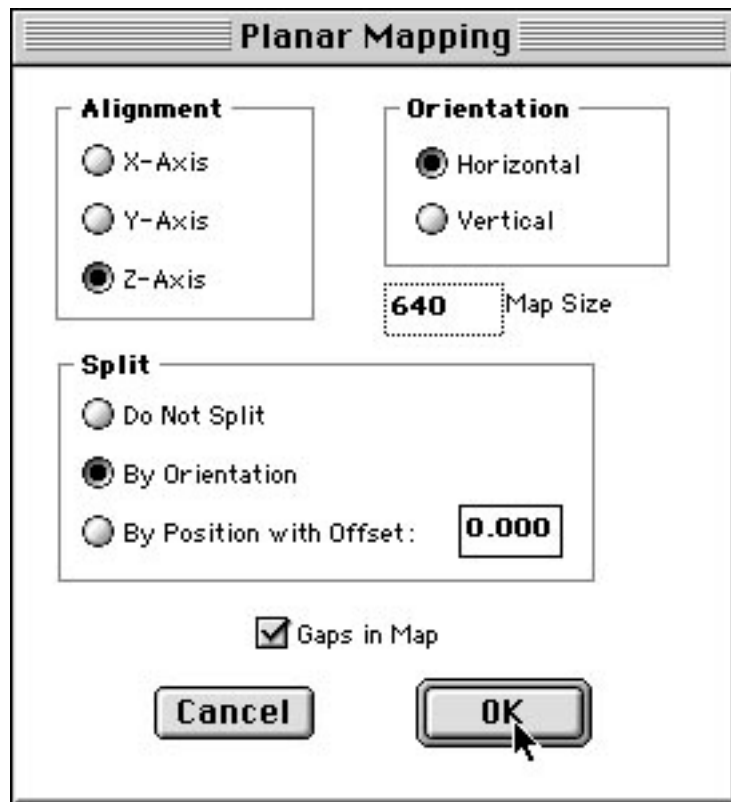 Planar Mapping
Alignment
X-Axis
Y-Axis
Z-Axis
Orientation
Horizontal
Vertical
640 Map Size
Split
Do Not Split
By Orientation
By Position with Offset: 0.000
Gaps in Map
Cancel OK